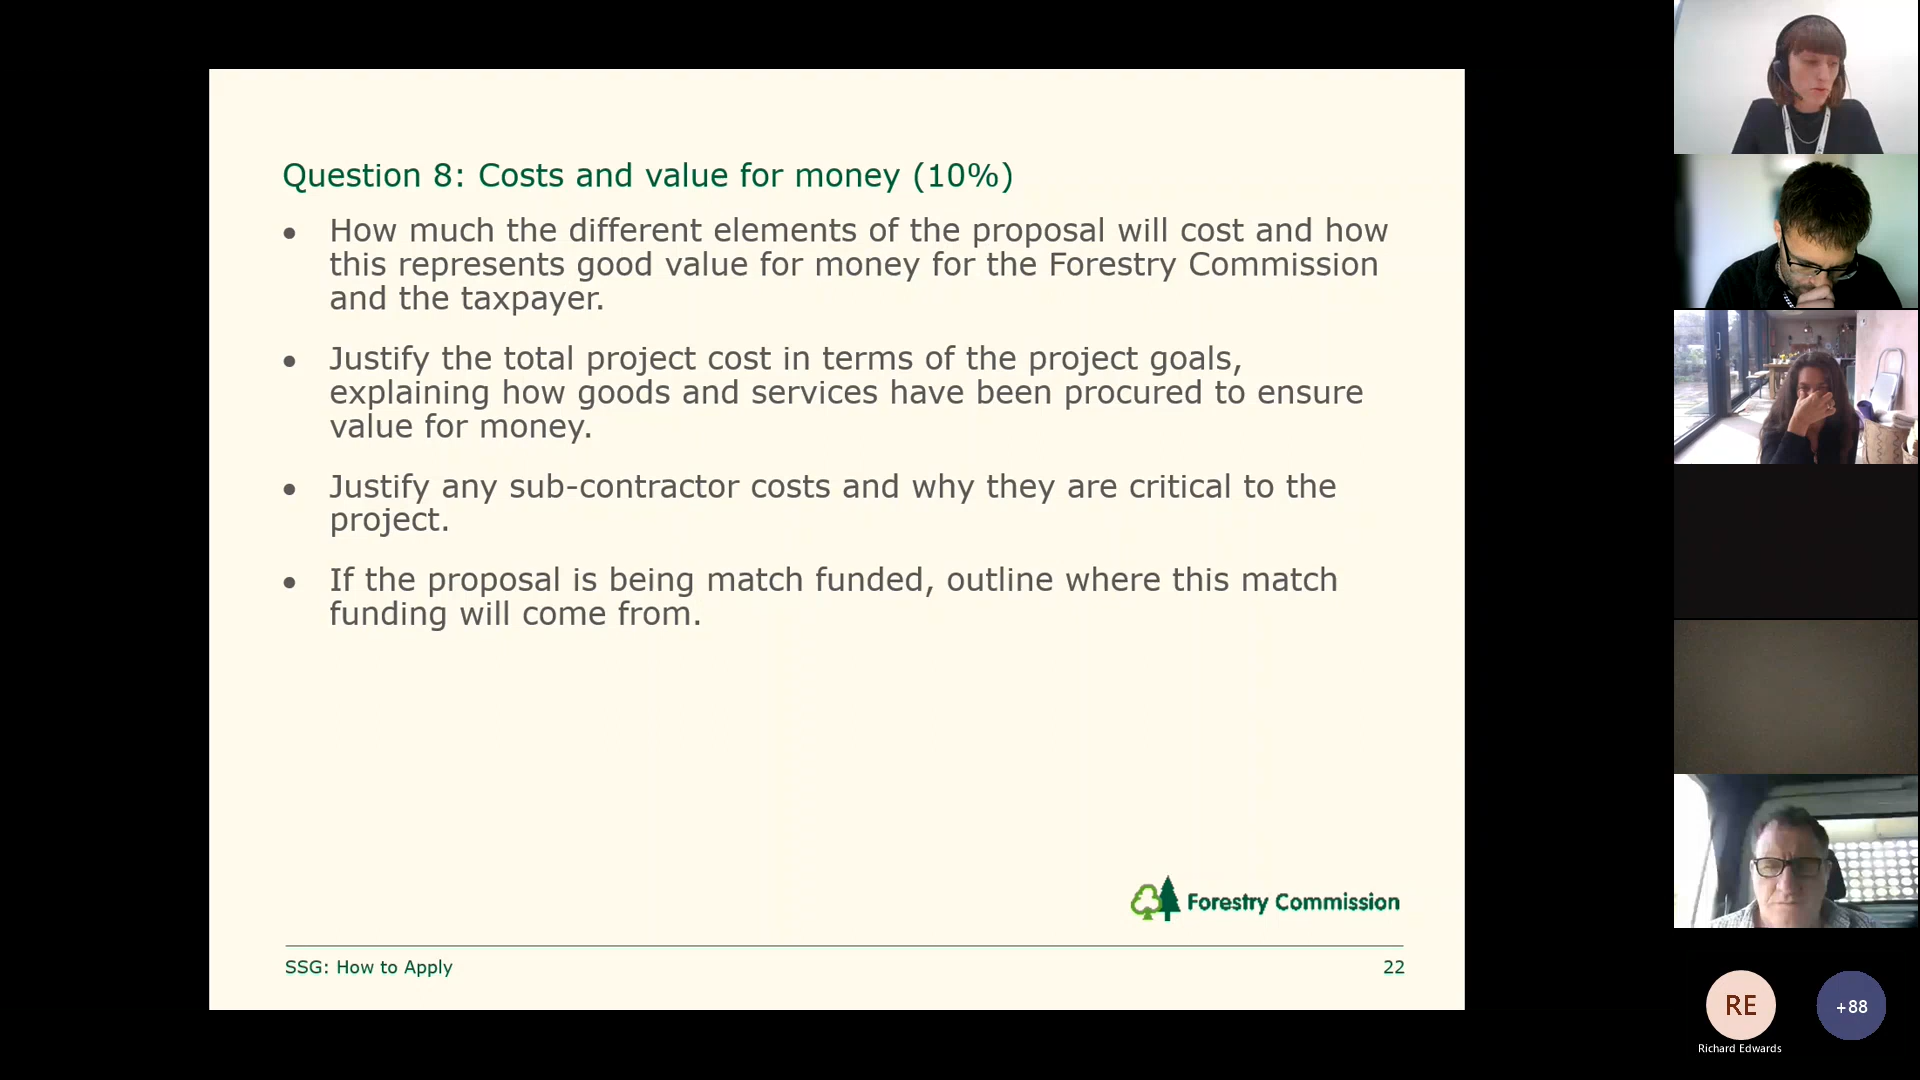 Question 8: Costs and value for money (10%)
• How much the different elements of the proposal will cost and how
this represents good value for money for the Forestry Commission
and the taxpayer.
• Justify the total project cost in terms of the project goals,
explaining how goods and services have been procured to ensure
value for money.
• Justify any sub-contractor costs and why they are critical to the
project.
• If the proposal is being match funded, outline where this match
funding will come from.
Forestry Commission
SSG: How to Apply
22
RE
+88
Richard Edwards